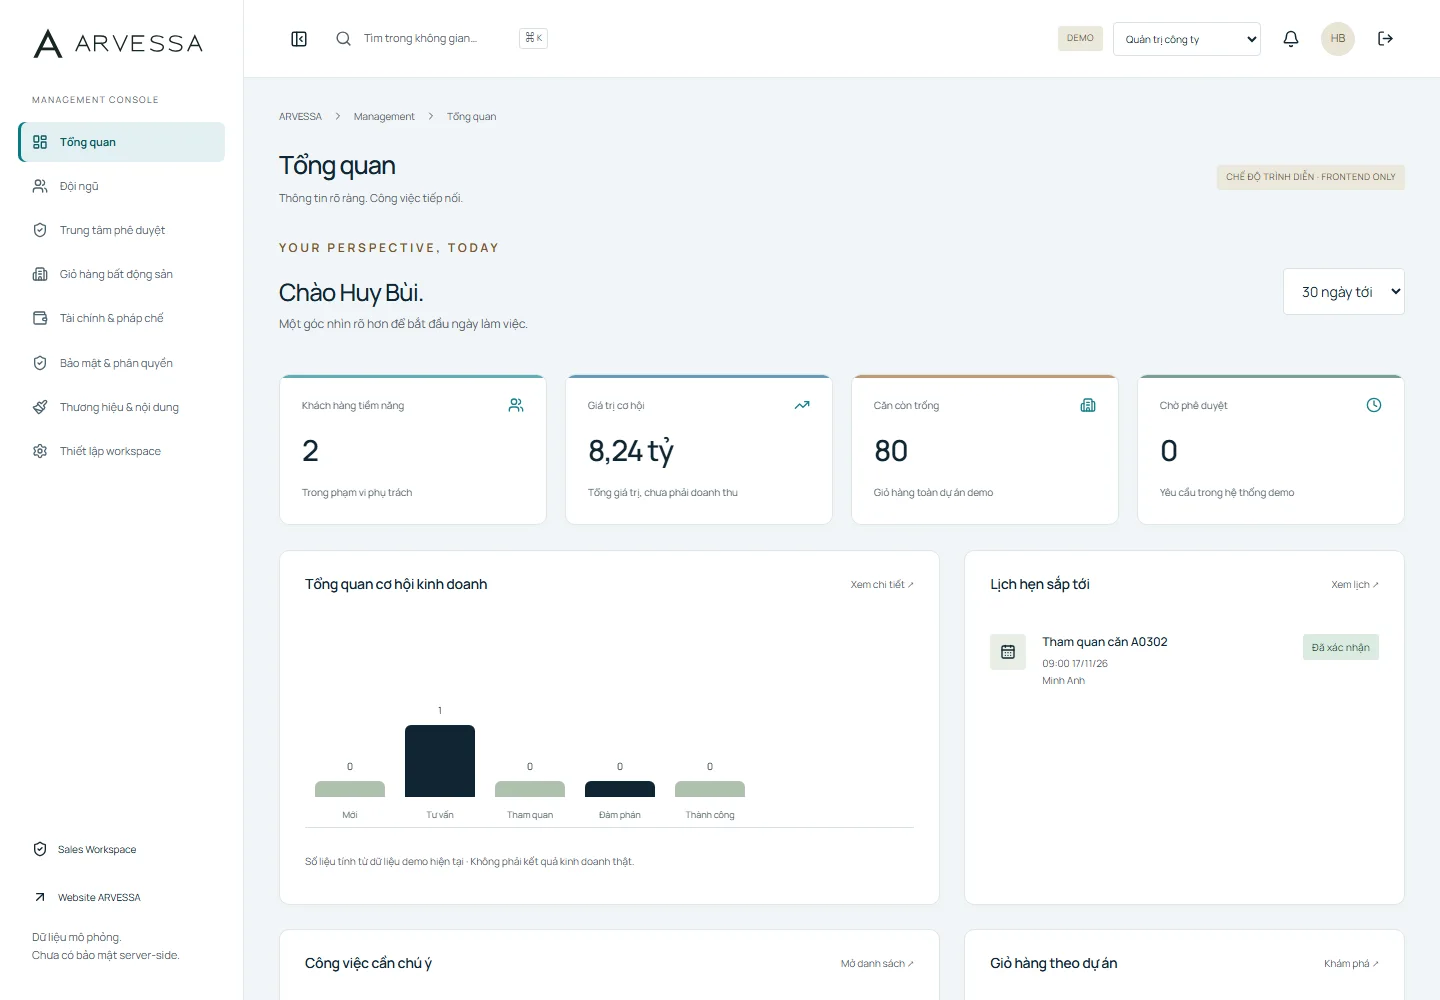 ARVESSA
MANAGEMENT CONSOLE
Tổng quan
Đội ngũ
Trung tâm phê duyệt
Giỏ hàng bất động sản
Tài chính & pháp chế
Bảo mật & phân quyền
Thương hiệu & nội dung
Thiết lập workspace
Sales Workspace
Website ARVESSA
Dữ liệu mô phỏng.
Chưa có bảo mật server-side.
Tìm trong không gian...
⌘ K
DEMO
Quản trị công ty
HB
ARVESSA > Management > Tổng quan
Tổng quan
Thông tin rõ ràng. Công việc tiếp nối.
CHẾ ĐỘ TRÌNH DIỄN · FRONTEND ONLY
YOUR PERSPECTIVE, TODAY
Chào Huy Bùi.
Một góc nhìn rõ hơn để bắt đầu ngày làm việc.
30 ngày tới
Khách hàng tiềm năng
2
Trong phạm vi phụ trách
Giá trị cơ hội
8,24 tỷ
Tổng giá trị, chưa phải doanh thu
Căn còn trống
80
Giỏ hàng toàn dự án demo
Chờ phê duyệt
0
Yêu cầu trong hệ thống demo
Tổng quan cơ hội kinh doanh
Xem chi tiết ↗
0
1
0
0
0
Mới
Tư vấn
Tham quan
Đàm phán
Thành công
Số liệu tính từ dữ liệu demo hiện tại · Không phải kết quả kinh doanh thật.
Lịch hẹn sắp tới
Xem lịch ↗
Tham quan căn A0302
09:00 17/11/26
Minh Anh
Đã xác nhận
Công việc cần chú ý
Mở danh sách ↗
Giỏ hàng theo dự án
Khám phá ↗